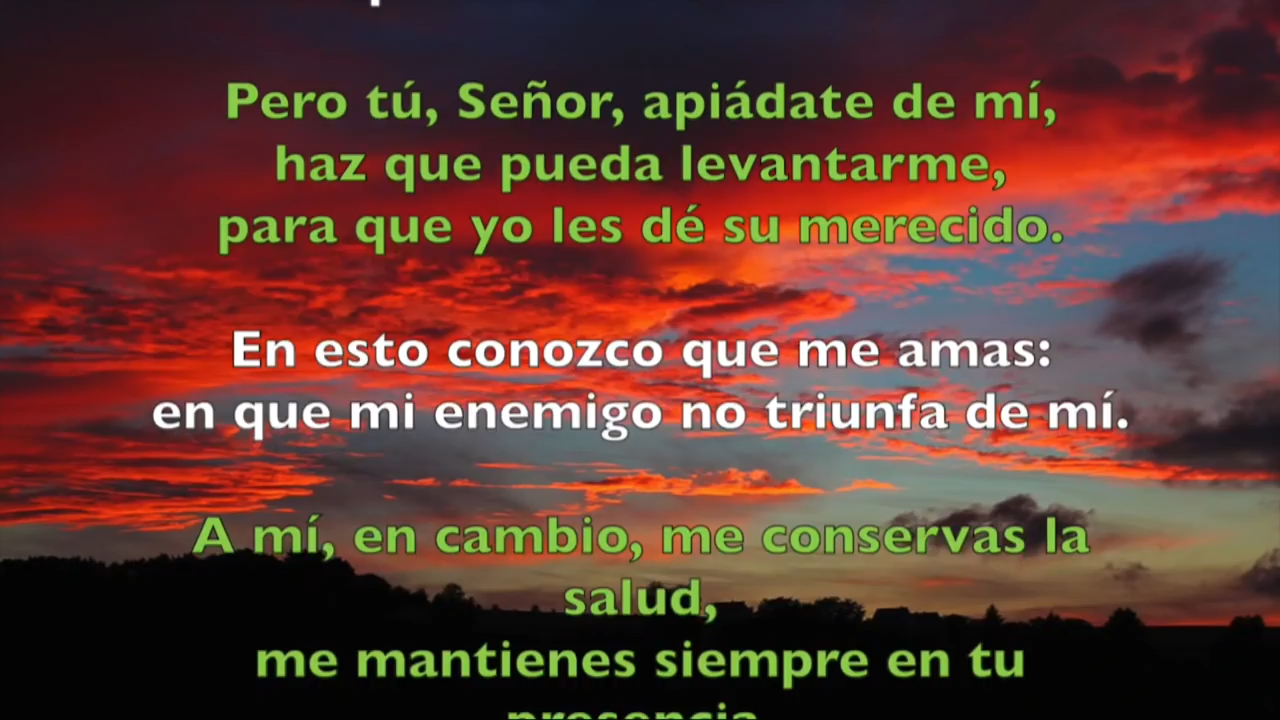 Pero tú, Señor, apiádate de mí,
haz que pueda levantarme,
para que yo les dé su merecido.
En esto conozco que me amas:
en que mi enemigo no triunfa de mí.
A mí, en cambio, me conservas la
salud,
me mantienes siempre en tu
presencia